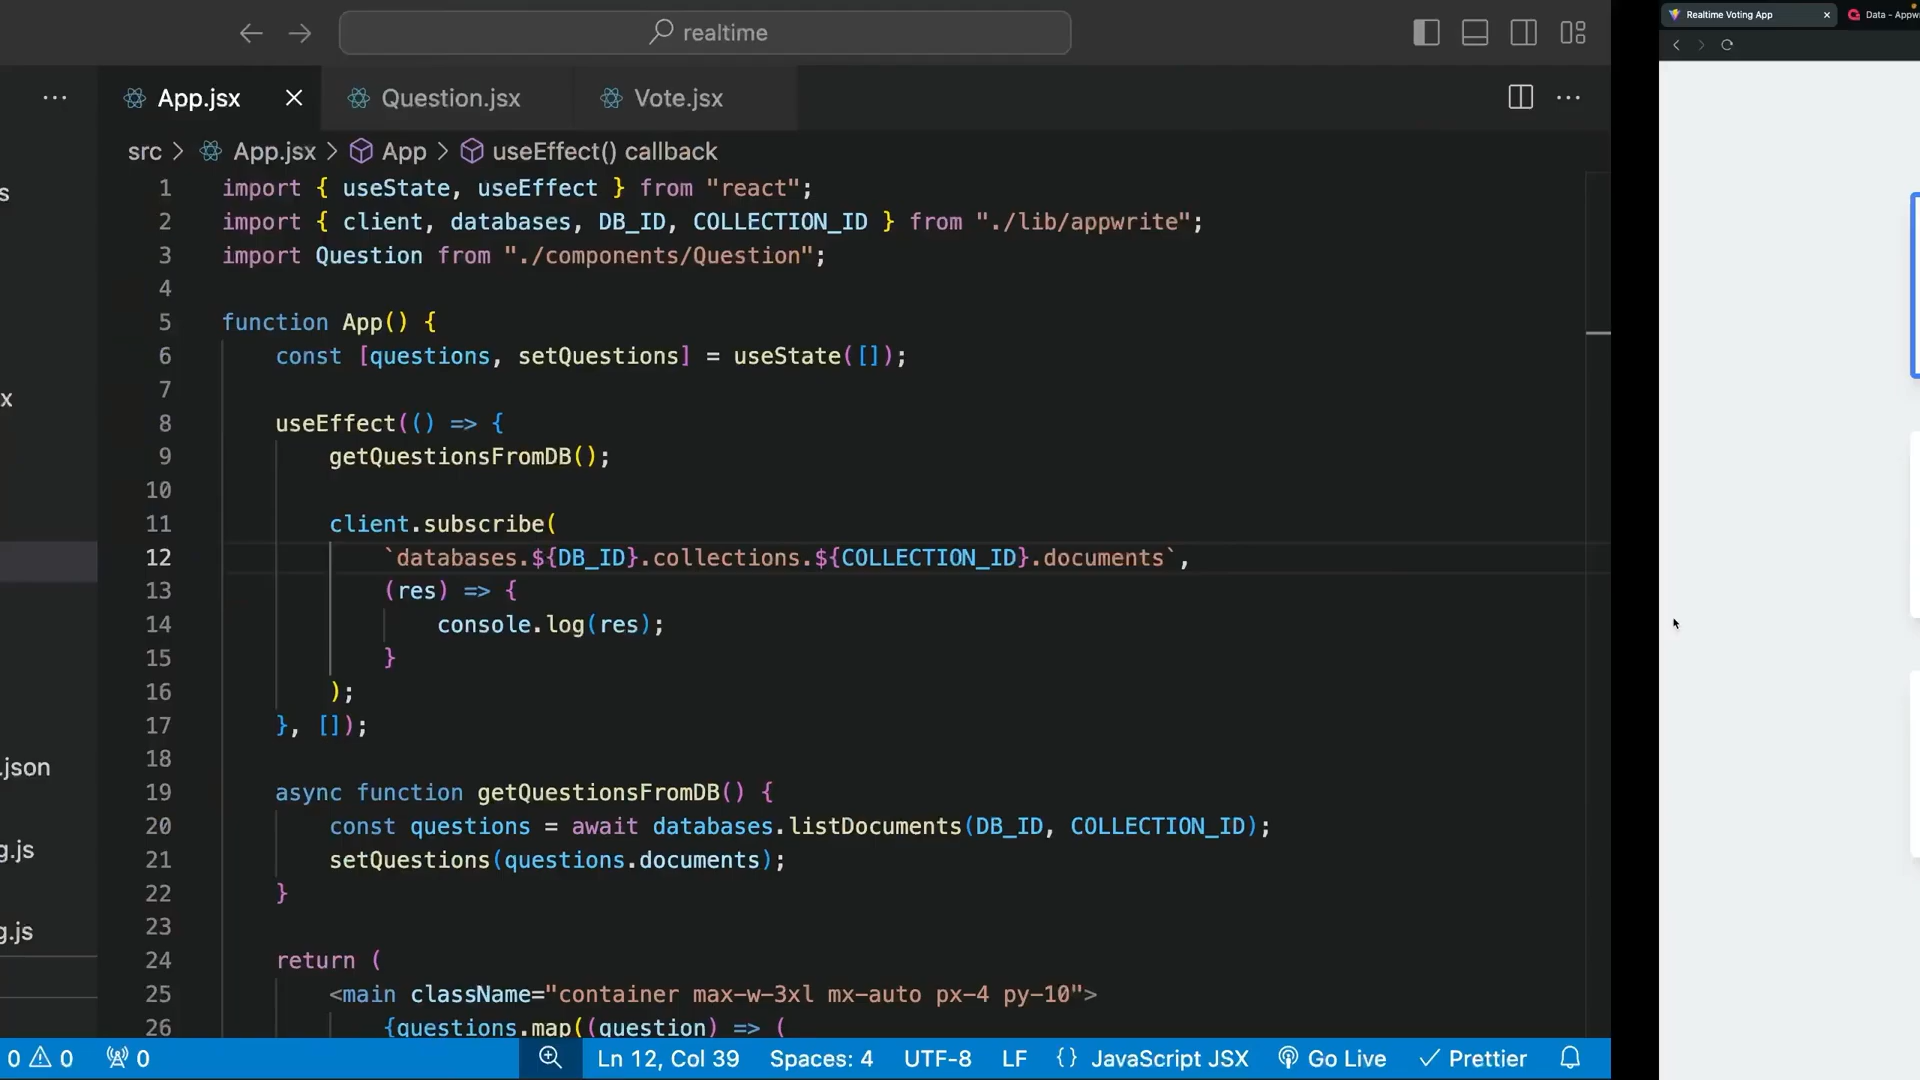 realtime
App.jsx
Question.jsx
Vote.jsx
src > App.jsx > App > useEffect() callback
1 import { useState, useEffect } from "react";
2 import { client, databases, DB_ID, COLLECTION_ID } from "./lib/appwrite";
3 import Question from "./components/Question";
4
5 function App() {
6 const [questions, setQuestions] = useState([]);
7
8 useEffect(() => {
9 getQuestionsFromDB();
10
11 client.subscribe(
12 `databases.${DB_ID}.collections.${COLLECTION_ID}.documents`,
13 (res) => {
14 console.log(res);
15 }
16 );
17 }, []);
18
19 async function getQuestionsFromDB() {
20 const questions = await databases.listDocuments(DB_ID, COLLECTION_ID);
21 setQuestions(questions.documents);
22 }
23
24 return (
25 <main className="container max-w-3xl mx-auto px-4 py-10">
26 {questions.map((question) => (
s
x
.json
g.js
g.js
0 0 0 Ln 12, Col 39 Spaces: 4 UTF-8 LF {} JavaScript JSX Go Live Prettier
Realtime Voting App
Data - Appw